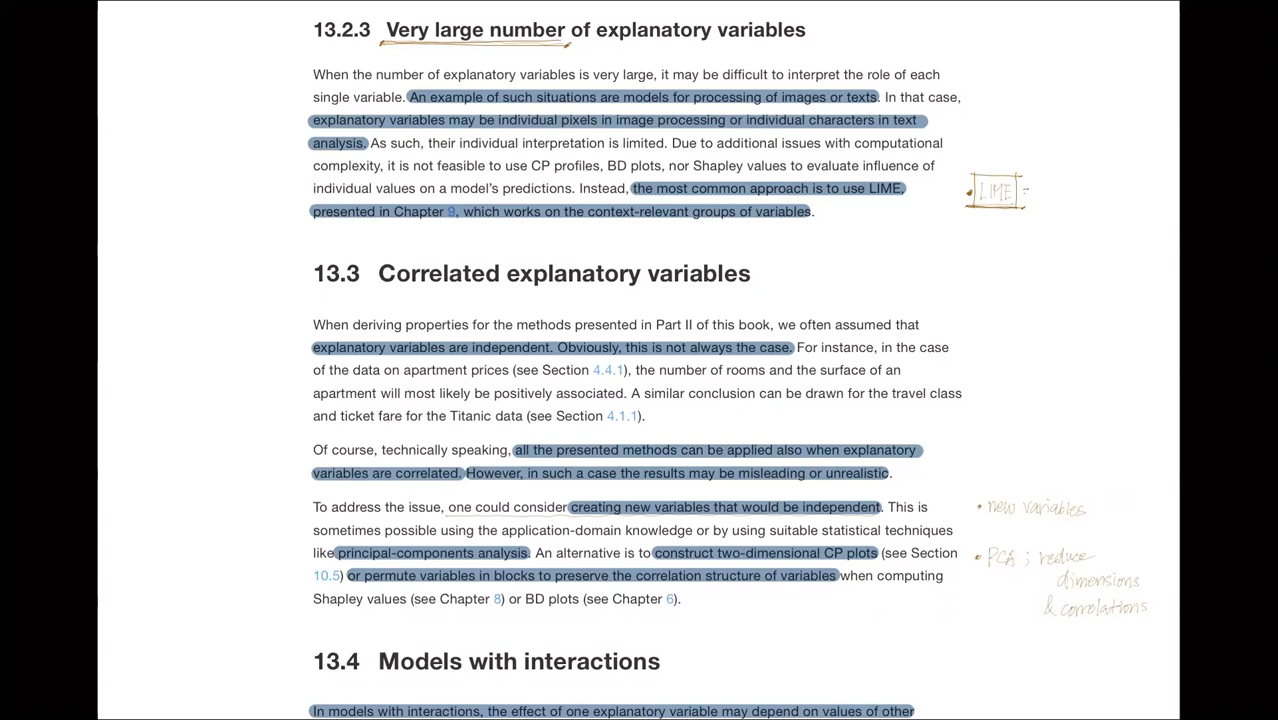 13.2.3 Very large number of explanatory variables
When the number of explanatory variables is very large, it may be difficult to interpret the role of each
single variable. An example of such situations are models for processing of images or texts. In that case,
explanatory variables may be individual pixels in image processing or individual characters in text
analysis. As such, their individual interpretation is limited. Due to additional issues with computational
complexity, it is not feasible to use CP profiles, BD plots, nor Shapley values to evaluate influence of
individual values on a model's predictions. Instead, the most common approach is to use LIME,
presented in Chapter 9, which works on the context-relevant groups of variables.
• LIME :
13.3 Correlated explanatory variables
When deriving properties for the methods presented in Part II of this book, we often assumed that
explanatory variables are independent. Obviously, this is not always the case. For instance, in the case
of the data on apartment prices (see Section 4.4.1), the number of rooms and the surface of an
apartment will most likely be positively associated. A similar conclusion can be drawn for the travel class
and ticket fare for the Titanic data (see Section 4.1.1).
Of course, technically speaking, all the presented methods can be applied also when explanatory
variables are correlated. However, in such a case the results may be misleading or unrealistic.
To address the issue, one could consider creating new variables that would be independent. This is
sometimes possible using the application-domain knowledge or by using suitable statistical techniques
like principal-components analysis. An alternative is to construct two-dimensional CP plots (see Section
10.5) or permute variables in blocks to preserve the correlation structure of variables when computing
Shapley values (see Chapter 8) or BD plots (see Chapter 6).
• new variables
• PCA ; reduce
dimensions
& correlations
13.4 Models with interactions
In models with interactions, the effect of one explanatory variable may depend on values of other